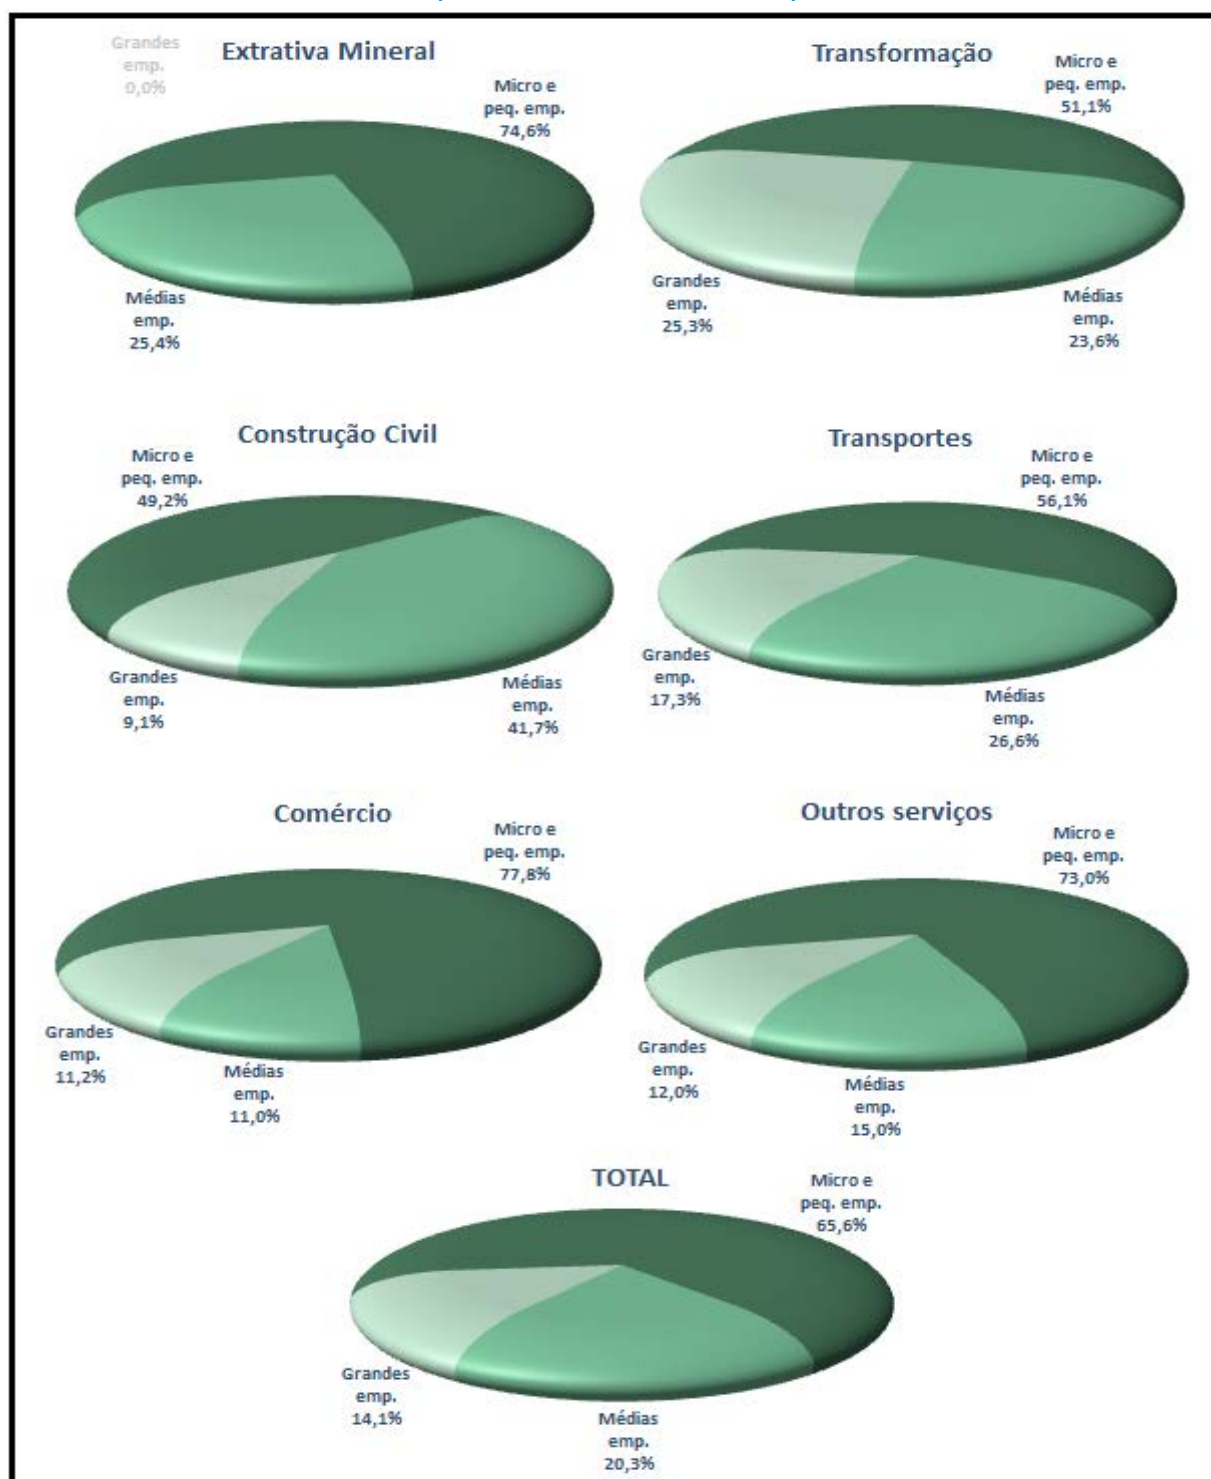 Extrativa Mineral
Grandes
emp.
0,0%
Micro e
peq. emp.
74,6%
Médias
emp.
25,4%
Transformação
Micro e
peq. emp.
51,1%
Grandes
emp.
25,3%
Médias
emp.
23,6%
Construção Civil
Micro e
peq. emp.
49,2%
Grandes
emp.
9,1%
Médias
emp.
41,7%
Transportes
Micro e
peq. emp.
56,1%
Grandes
emp.
17,3%
Médias
emp.
26,6%
Comércio
Micro e
peq. emp.
77,8%
Grandes
emp.
11,2%
Médias
emp.
11,0%
Outros serviços
Micro e
peq. emp.
73,0%
Grandes
emp.
12,0%
Médias
emp.
15,0%
TOTAL
Micro e
peq. emp.
65,6%
Grandes
emp.
14,1%
Médias
emp.
20,3%